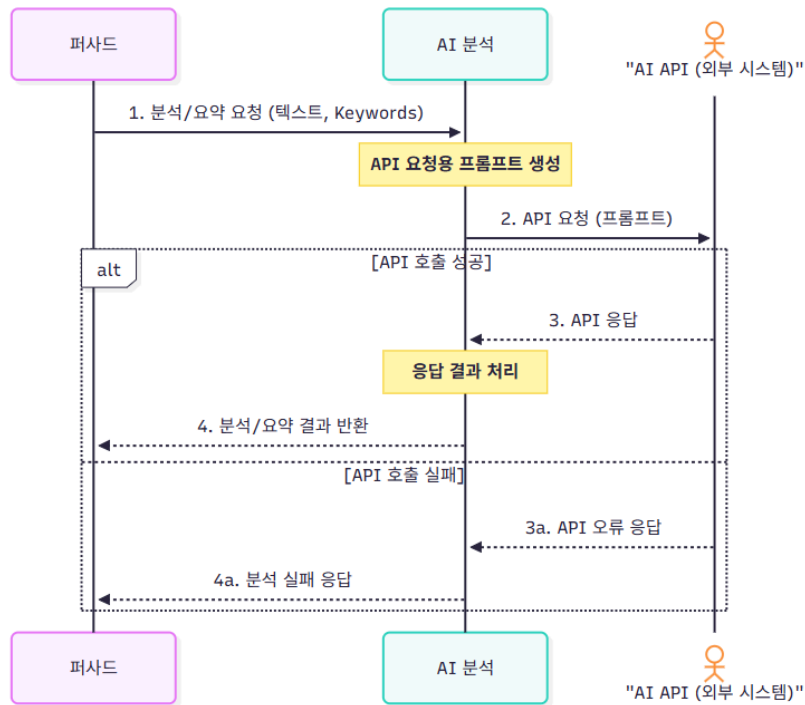 퍼사드
AI 분석
"AI API (외부 시스템)"
1. 분석/요약 요청 (텍스트, Keywords)
API 요청용 프롬프트 생성
2. API 요청 (프롬프트)
alt
[API 호출 성공]
3. API 응답
응답 결과 처리
4. 분석/요약 결과 반환
[API 호출 실패]
3a. API 오류 응답
4a. 분석 실패 응답
퍼사드
AI 분석
"AI API (외부 시스템)"